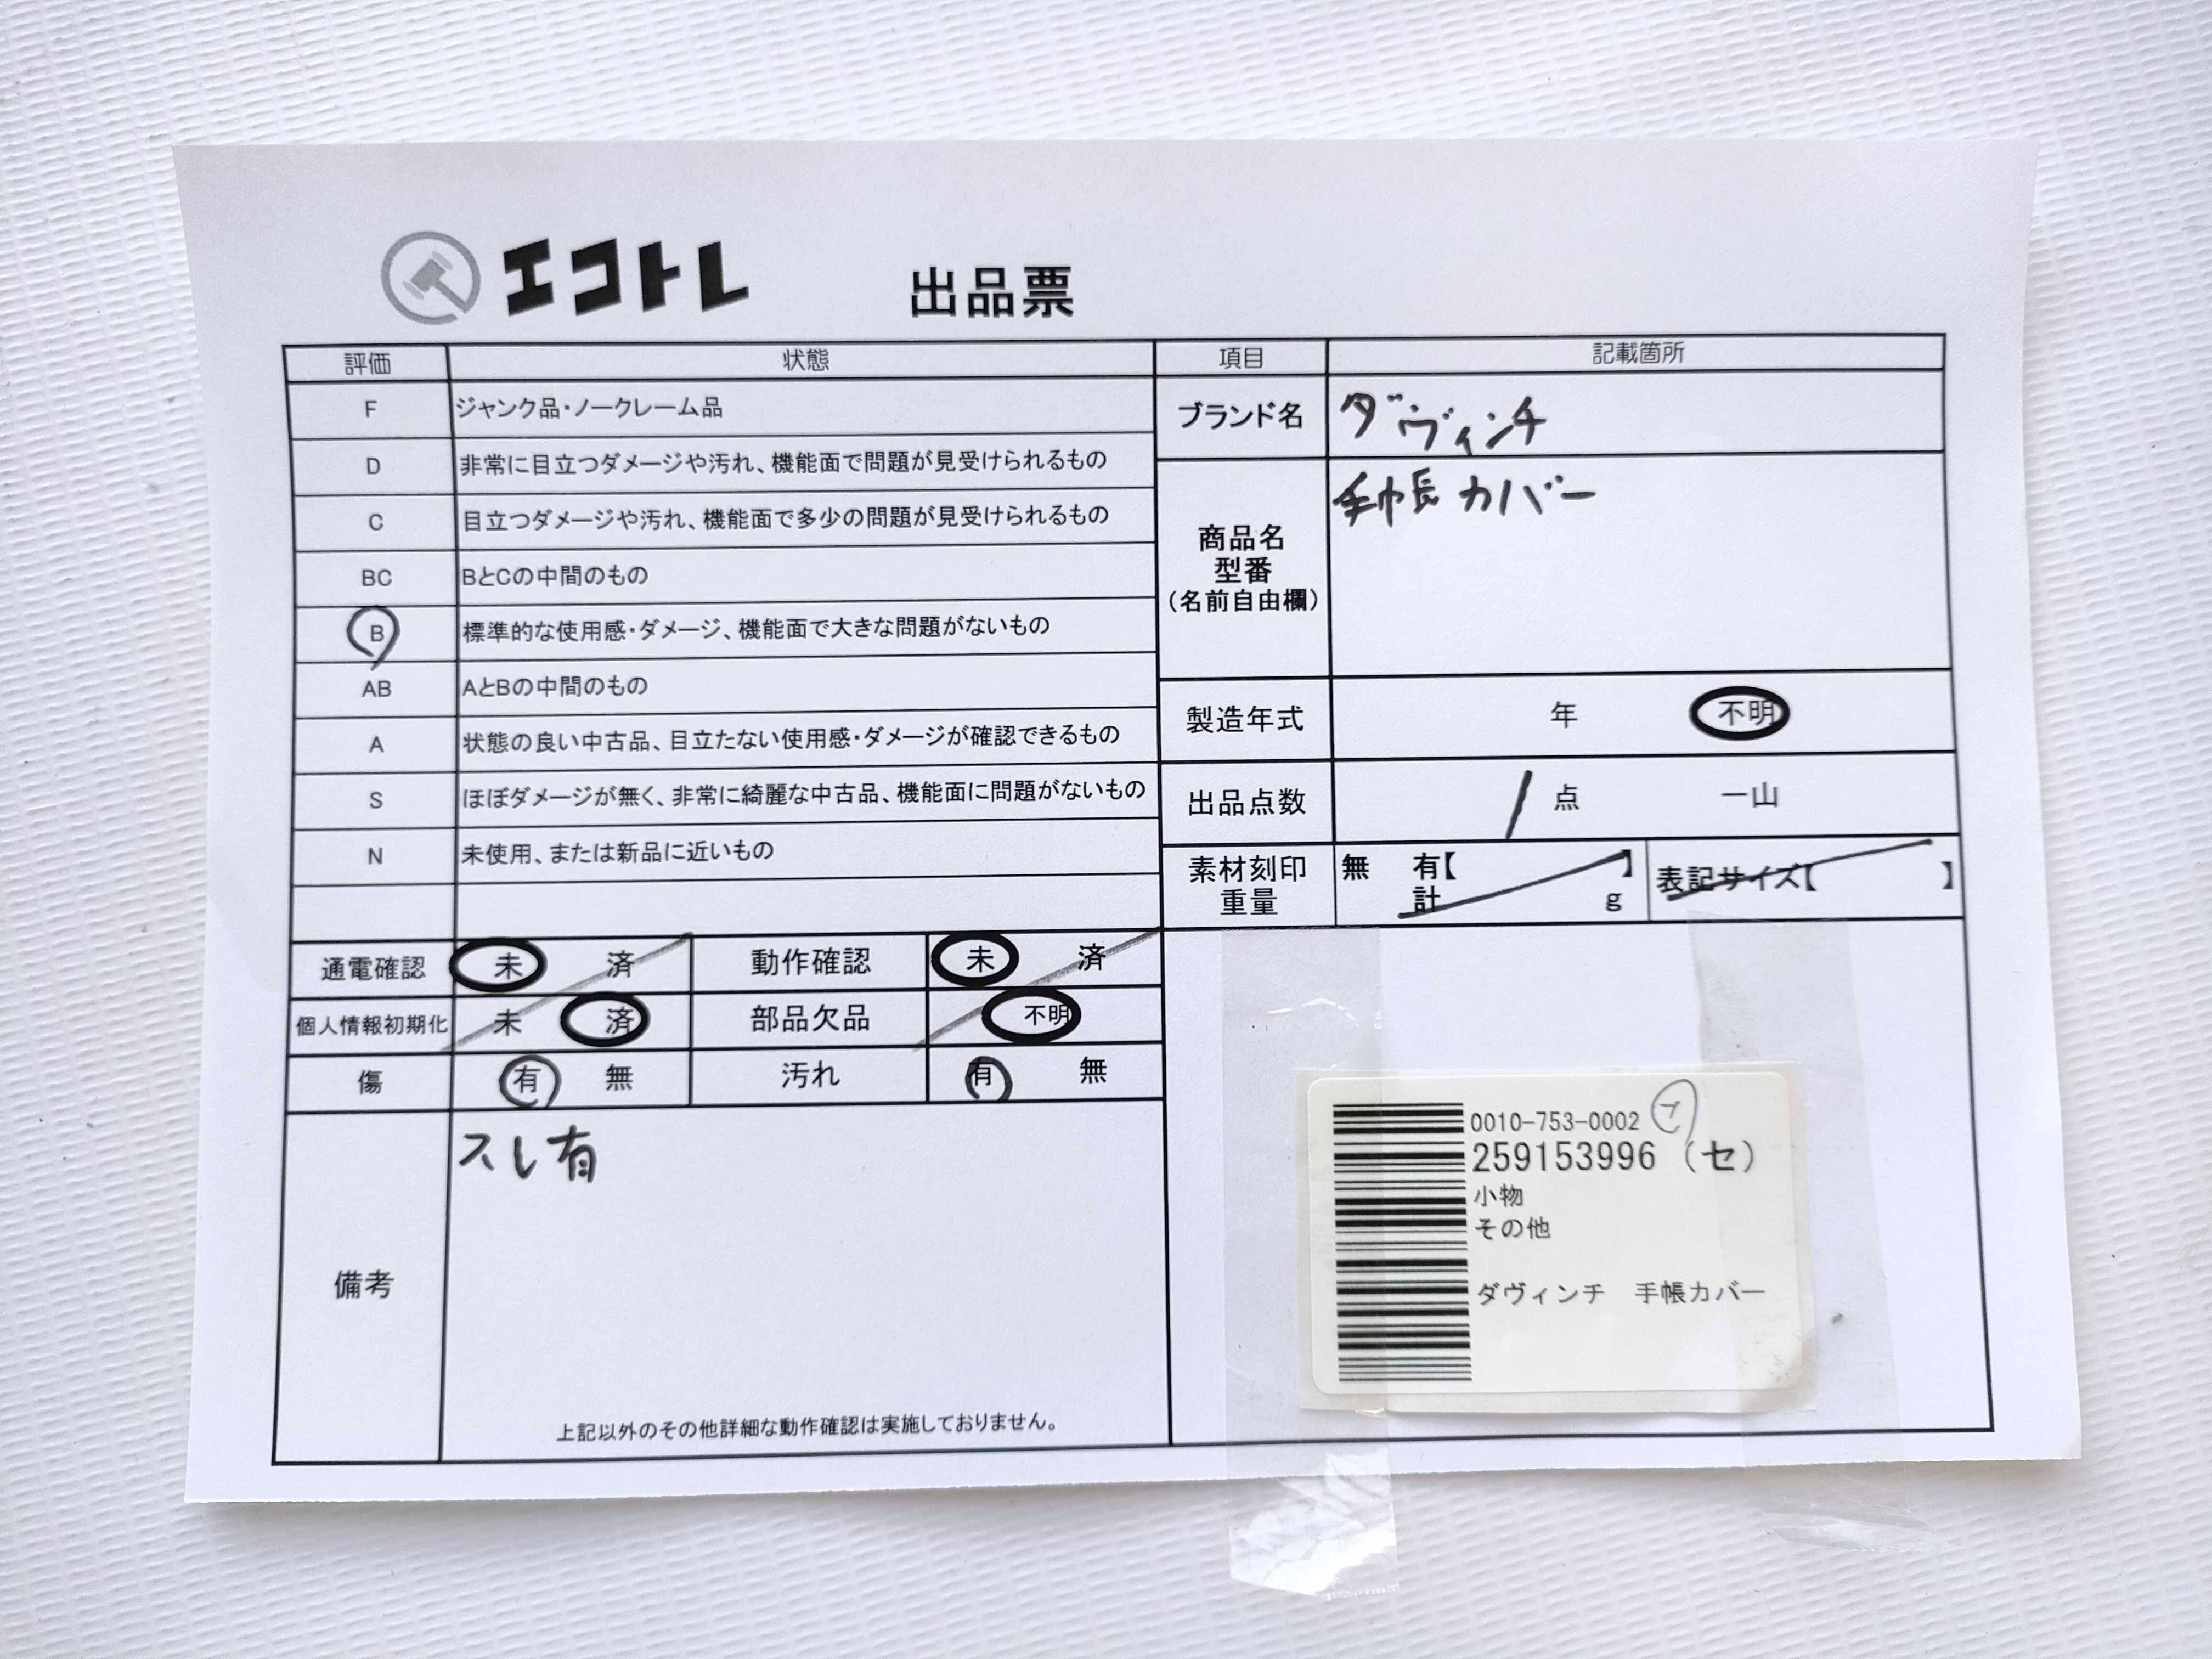 エコトレ 出品票
評価 状態
F ジャンク品・ノークレーム品
D 非常に目立つダメージや汚れ、機能面で問題が見受けられるもの
C 目立つダメージや汚れ、機能面で多少の問題が見受けられるもの
BC BとCの中間のもの
B 標準的な使用感・ダメージ、機能面で大きな問題がないもの
AB AとBの中間のもの
A 状態の良い中古品、目立たない使用感・ダメージが確認できるもの
S ほぼダメージが無く、非常に綺麗な中古品、機能面に問題がないもの
N 未使用、または新品に近いもの
通電確認 未 済 動作確認 未 済
個人情報初期化 未 済 部品欠品 不明
傷 有 無 汚れ 有 無
備考 スレ有
上記以外のその他詳細な動作確認は実施しておりません。
項目 記載箇所
ブランド名 ダヴィンチ
商品名 手帳カバー
型番
(名前自由欄)
製造年式 年 不明
出品点数 1 点 一山
素材刻印 無 有【 】 表記サイズ【 】
重量 計 g
0010-753-0002
259153996 (セ)
小物
その他
ダヴィンチ 手帳カバー